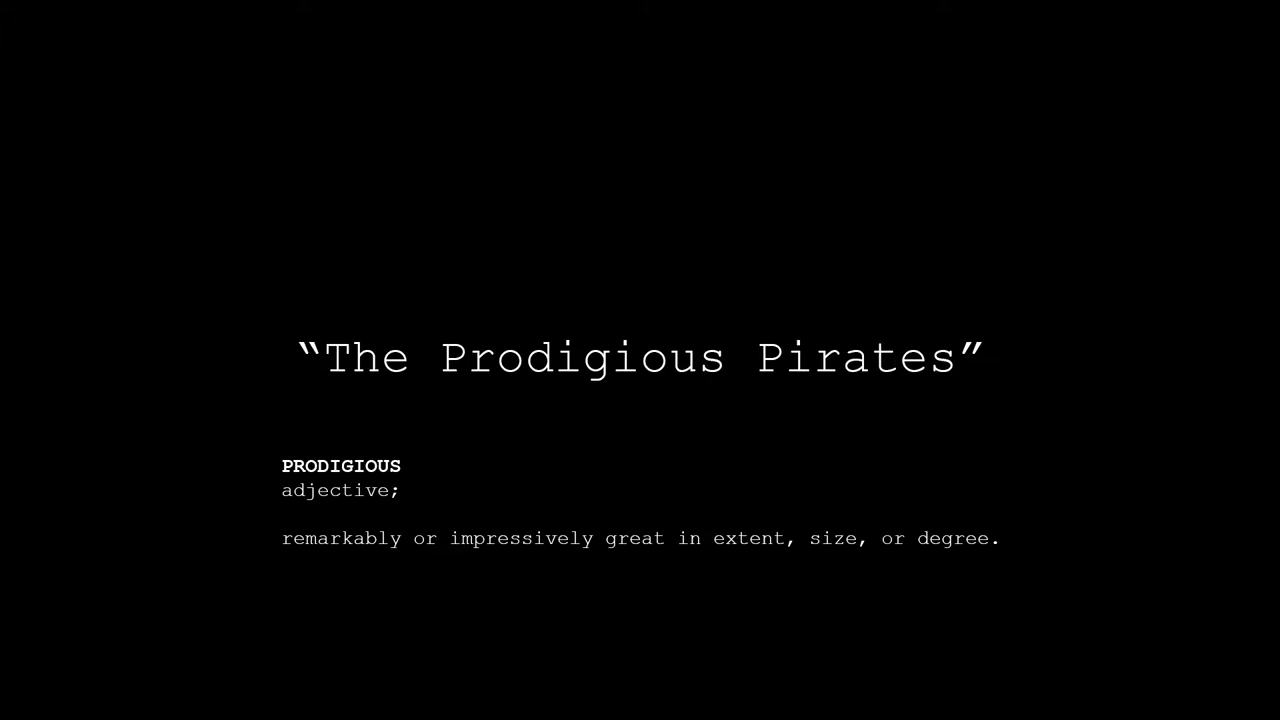 “The Prodigious Pirates”
PRODIGIOUS
adjective;
remarkably or impressively great in extent, size, or degree.